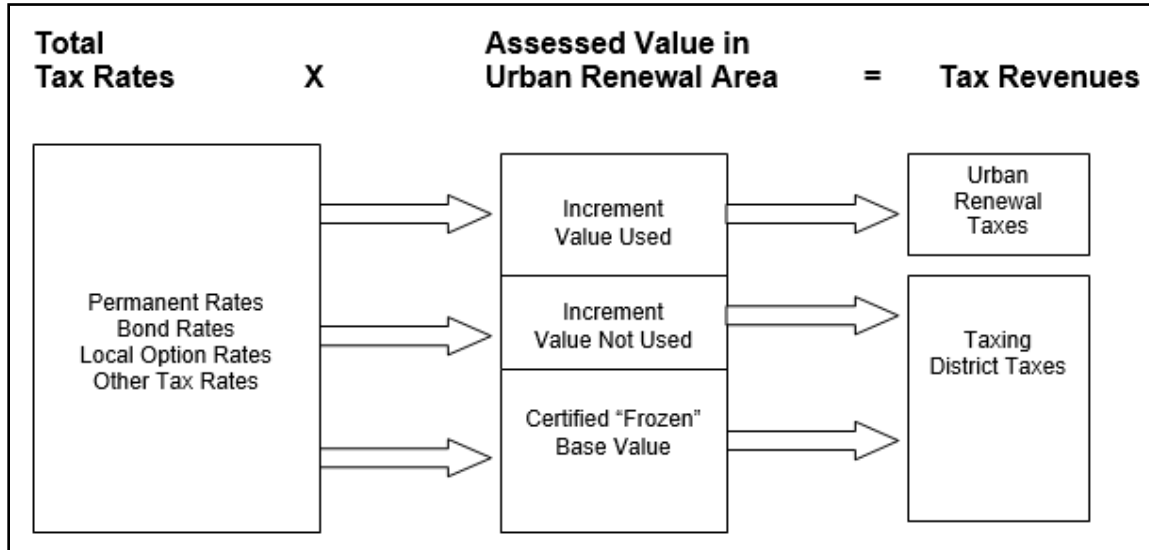 Total
Tax Rates X
Assessed Value in
Urban Renewal Area = Tax Revenues
Permanent Rates
Bond Rates
Local Option Rates
Other Tax Rates
Increment
Value Used
Increment
Value Not Used
Certified “Frozen”
Base Value
Urban
Renewal
Taxes
Taxing
District Taxes